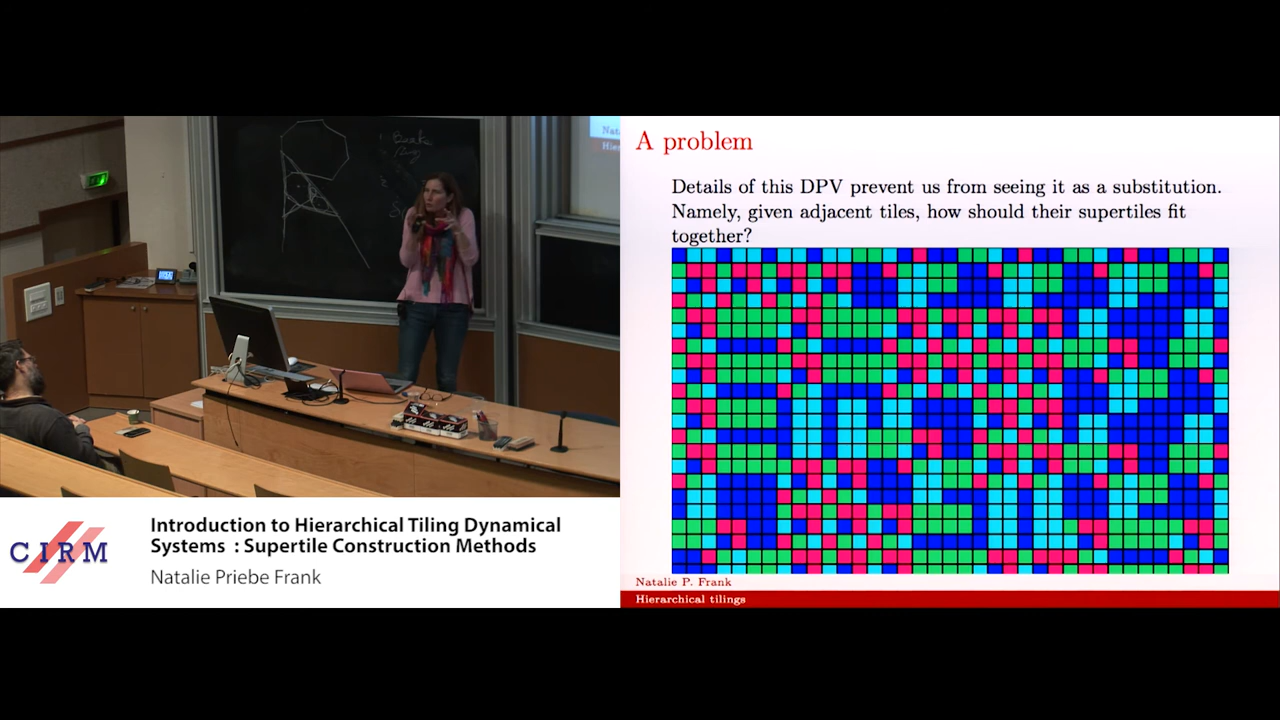 A problem
Details of this DPV prevent us from seeing it as a substitution.
Namely, given adjacent tiles, how should their supertiles fit
together?
Natalie P. Frank
Hierarchical tilings
CIRM
Introduction to Hierarchical Tiling Dynamical
Systems : Supertile Construction Methods
Natalie Priebe Frank